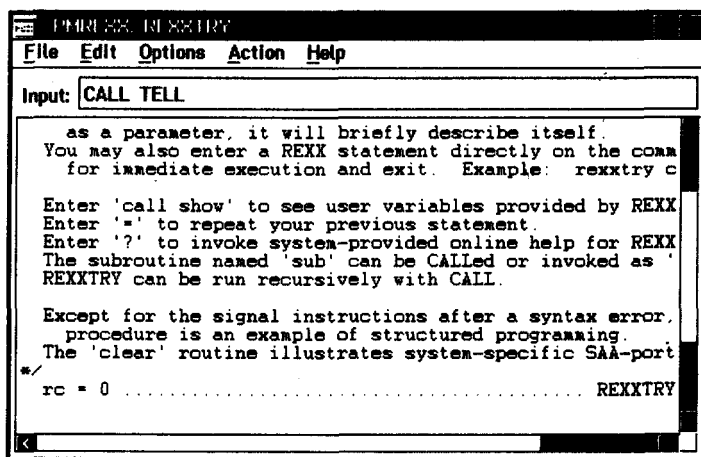 PMREXX: REXXTRY
File Edit Options Action Help
Input: CALL TELL
as a parameter, it will briefly describe itself.
You may also enter a REXX statement directly on the comm
for immediate execution and exit. Example: rexxtry c
Enter 'call show' to see user variables provided by REXX
Enter '=' to repeat your previous statement.
Enter '?' to invoke system-provided online help for REXX
The subroutine named 'sub' can be CALLed or invoked as '
REXXTRY can be run recursively with CALL.
Except for the signal instructions after a syntax error,
procedure is an example of structured programming.
The 'clear' routine illustrates system-specific SAA-port
*/
rc = 0 ........................................... REXXTRY